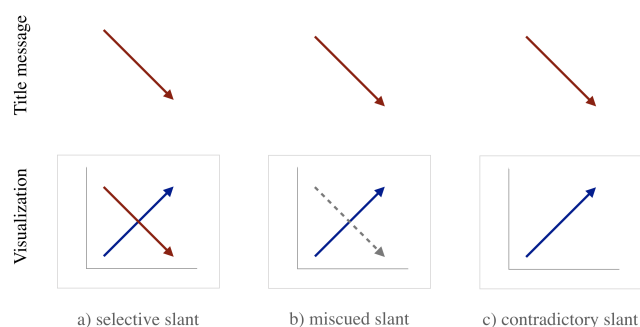 Title message
Visualization
a) selective slant
b) miscued slant
c) contradictory slant